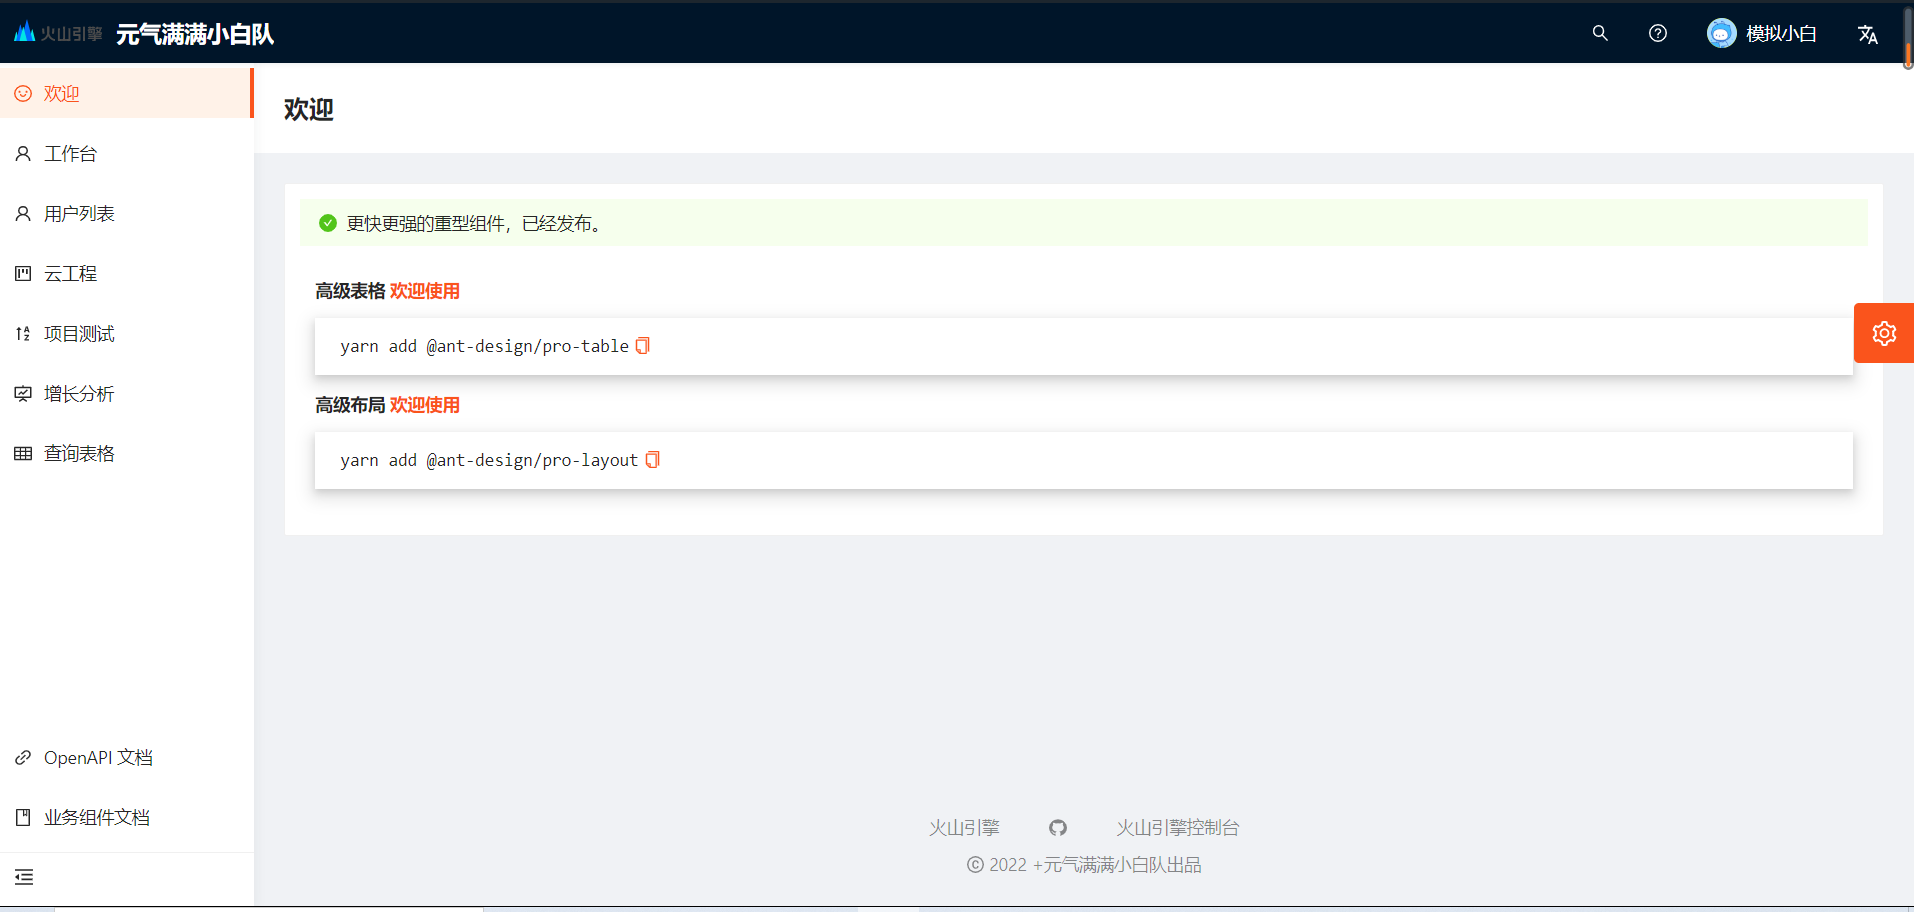 火山引擎 元气满满小白队
模拟小白
欢迎
工作台
用户列表
云工程
项目测试
增长分析
查询表格
OpenAPI 文档
业务组件文档
欢迎
更快更强的重型组件，已经发布。
高级表格 欢迎使用
yarn add @ant-design/pro-table
高级布局 欢迎使用
yarn add @ant-design/pro-layout
火山引擎 火山引擎控制台
© 2022 +元气满满小白队出品